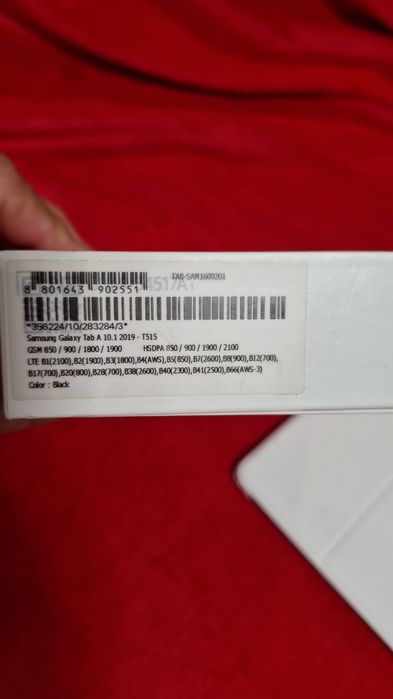 TAB-SAM1600201
8 801643 902551
*356224/10/283284/3*
Samsung Galaxy Tab A 10.1 2019 - T515
GSM 850 / 900 / 1800 / 1900 HSDPA 850 / 900 / 1900 / 2100
LTE B1(2100),B2(1900),B3(1800),B4(AWS),B5(850),B7(2600),B8(900),B12(700),
B17(700),B20(800),B28(700),B38(2600),B40(2300),B41(2500),B66(AWS-3)
Color : Black